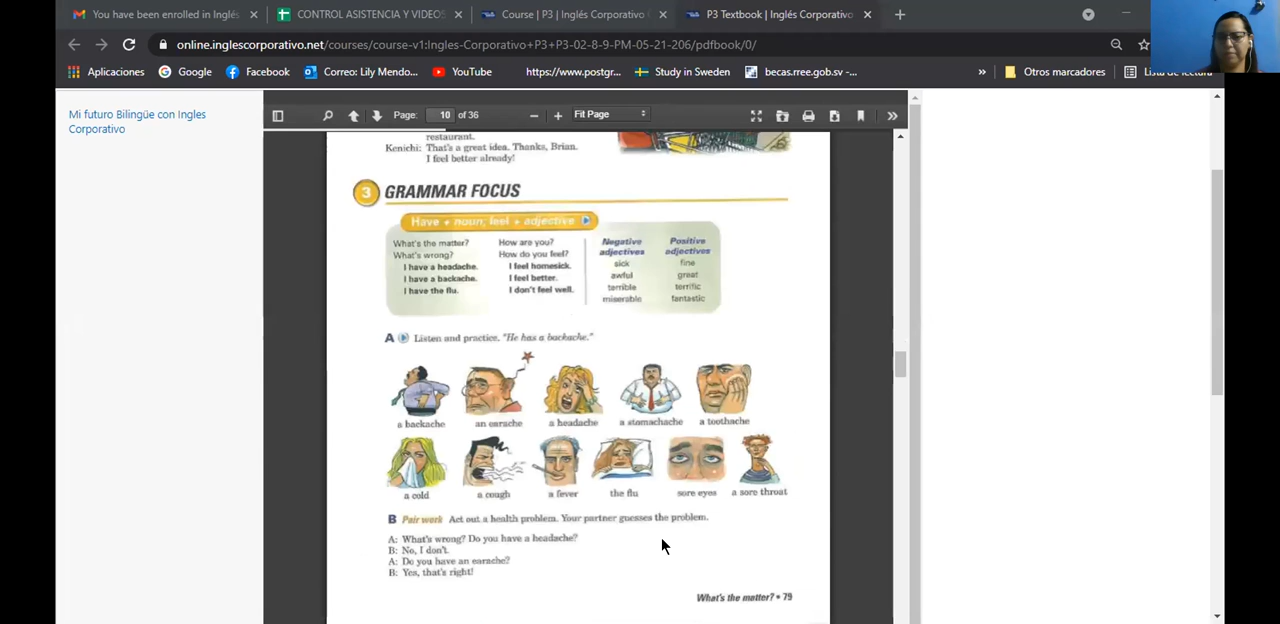 You have been enrolled in Inglés
CONTROL ASISTENCIA Y VIDEOS
Course | P3 | Inglés Corporativo
P3 Textbook | Inglés Corporativo
online.inglescorporativo.net/courses/course-v1:Ingles-Corporativo+P3+P3-02-8-9-PM-05-21-206/pdfbook/0/
Aplicaciones
Google
Facebook
Correo: Lily Mendo...
YouTube
https://www.postgr...
Study in Sweden
becas.rree.gob.sv -...
»
Otros marcadores
Lista de lectura
Mi futuro Bilingüe con Ingles
Corporativo
Page: 10 of 36
Fit Page
restaurant.
Kenichi: That's a great idea. Thanks, Brian.
I feel better already!
3 GRAMMAR FOCUS
Have + noun; feel + adjective
What's the matter?
What's wrong?
I have a headache.
I have a backache.
I have the flu.
How are you?
How do you feel?
I feel homesick.
I feel better.
I don't feel well.
Negative
adjectives
sick
awful
terrible
miserable
Positive
adjectives
fine
great
terrific
fantastic
A Listen and practice. "He has a backache."
a backache
an earache
a headache
a stomachache
a toothache
a cold
a cough
a fever
the flu
sore eyes
a sore throat
B Pair work Act out a health problem. Your partner guesses the problem.
A: What's wrong? Do you have a headache?
B: No, I don't.
A: Do you have an earache?
B: Yes, that's right!
What's the matter? • 79